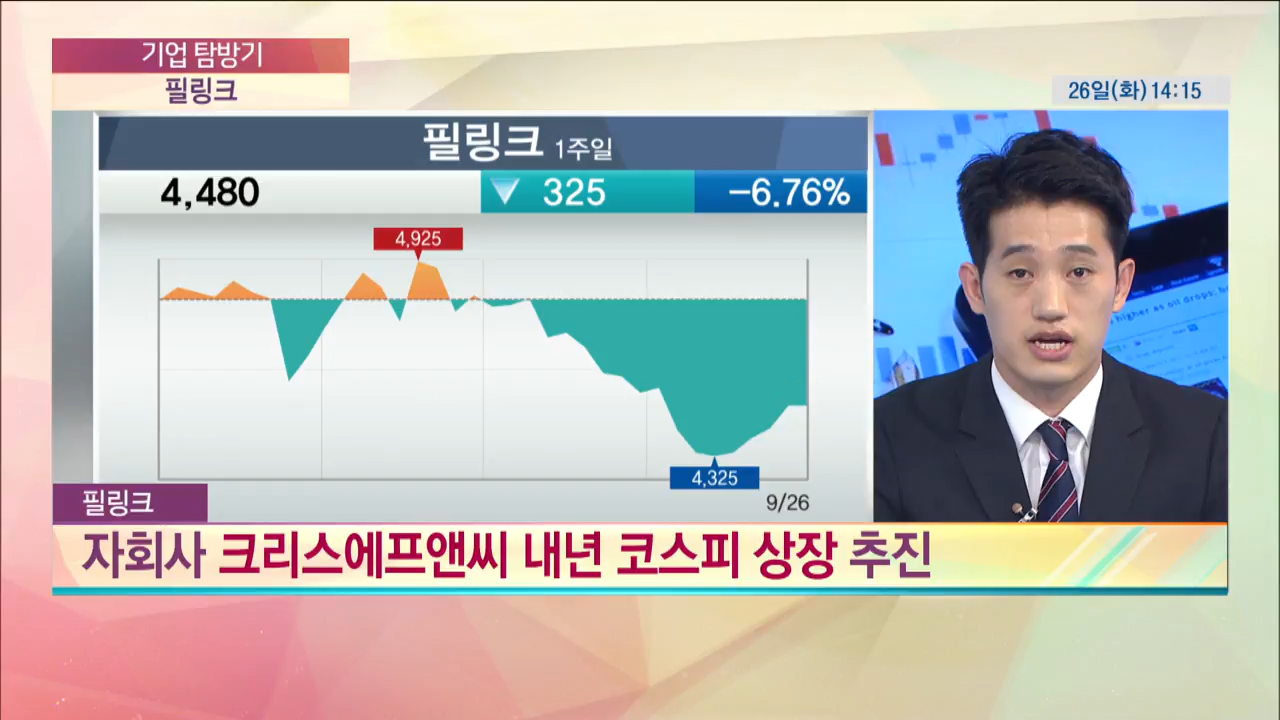 기업 탐방기
필링크
26일(화) 14:15
필링크 1주일
4,480 ▼ 325 -6.76%
4,925
4,325
9/26
필링크
자회사 크리스에프앤씨 내년 코스피 상장 추진